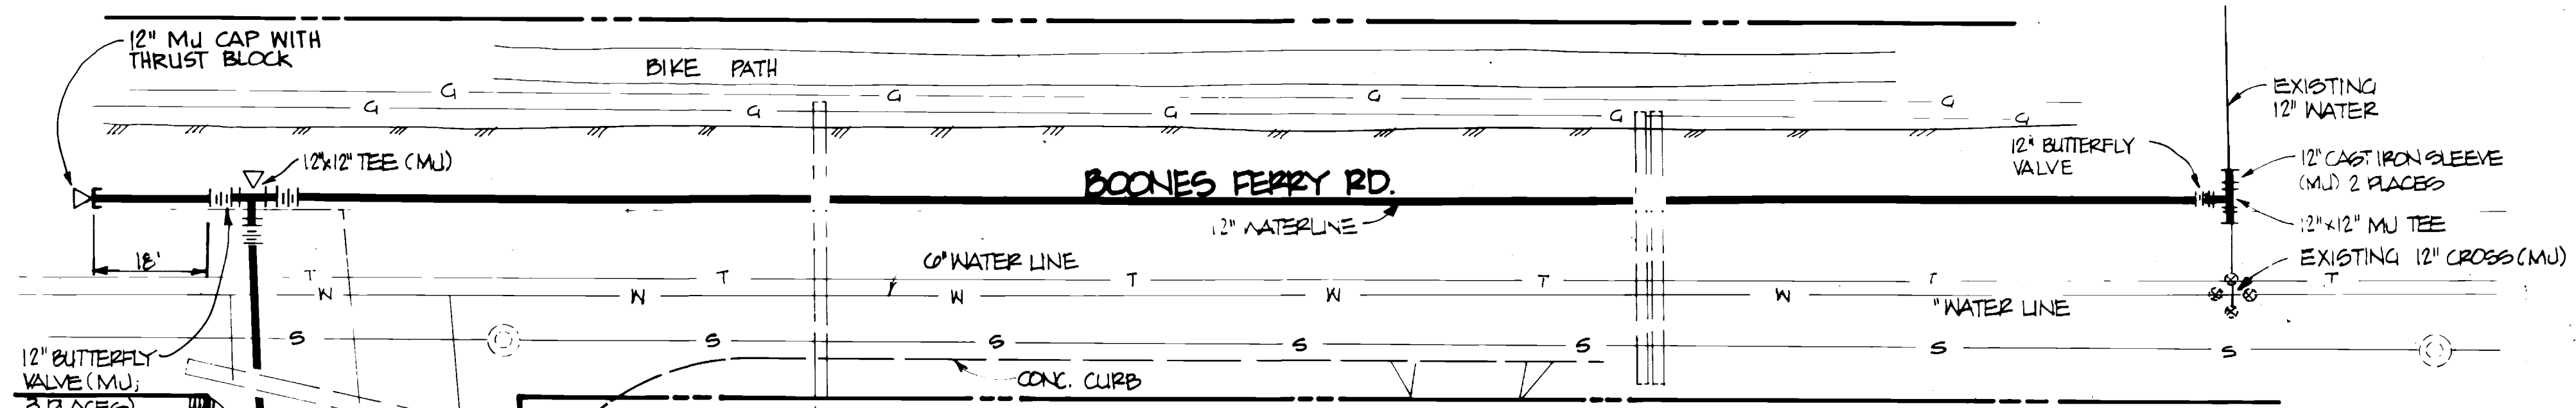 12" MJ CAP WITH
THRUST BLOCK
BIKE PATH
G G G G
G G G G G
EXISTING
12" WATER
12"x12" TEE (MJ)
12" BUTTERFLY
VALVE
12" CAST IRON SLEEVE
(MJ) 2 PLACES
BOONES FERRY RD.
12" WATERLINE
12"x12" MJ TEE
18'
6" WATER LINE
EXISTING 12" CROSS (MJ)
T T T T T T
W W W W W
" WATER LINE
S S S S S S S
12" BUTTERFLY
VALVE (MJ;
3 PLACES)
CONC. CURB